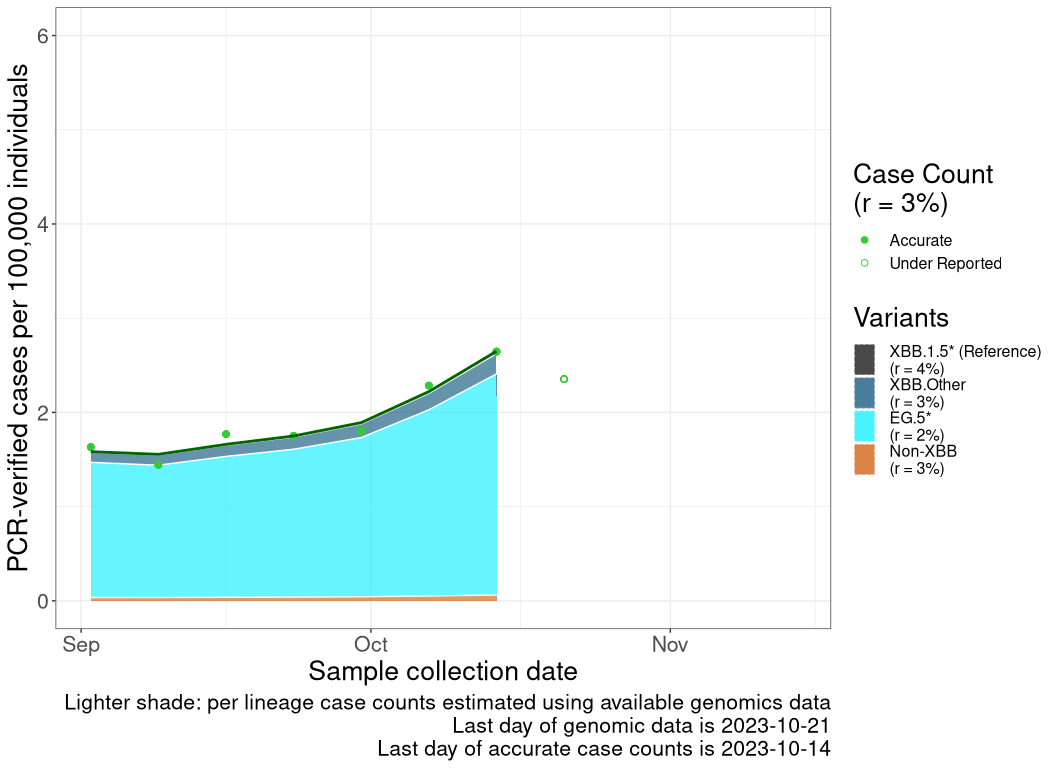 PCR-verified cases per 100,000 individuals
6
4
2
0
Sep
Oct
Nov
Sample collection date
Lighter shade: per lineage case counts estimated using available genomics data
Last day of genomic data is 2023-10-21
Last day of accurate case counts is 2023-10-14
Case Count
(r = 3%)
Accurate
Under Reported
Variants
XBB.1.5* (Reference)
(r = 4%)
XBB.Other
(r = 3%)
EG.5*
(r = 2%)
Non-XBB
(r = 3%)